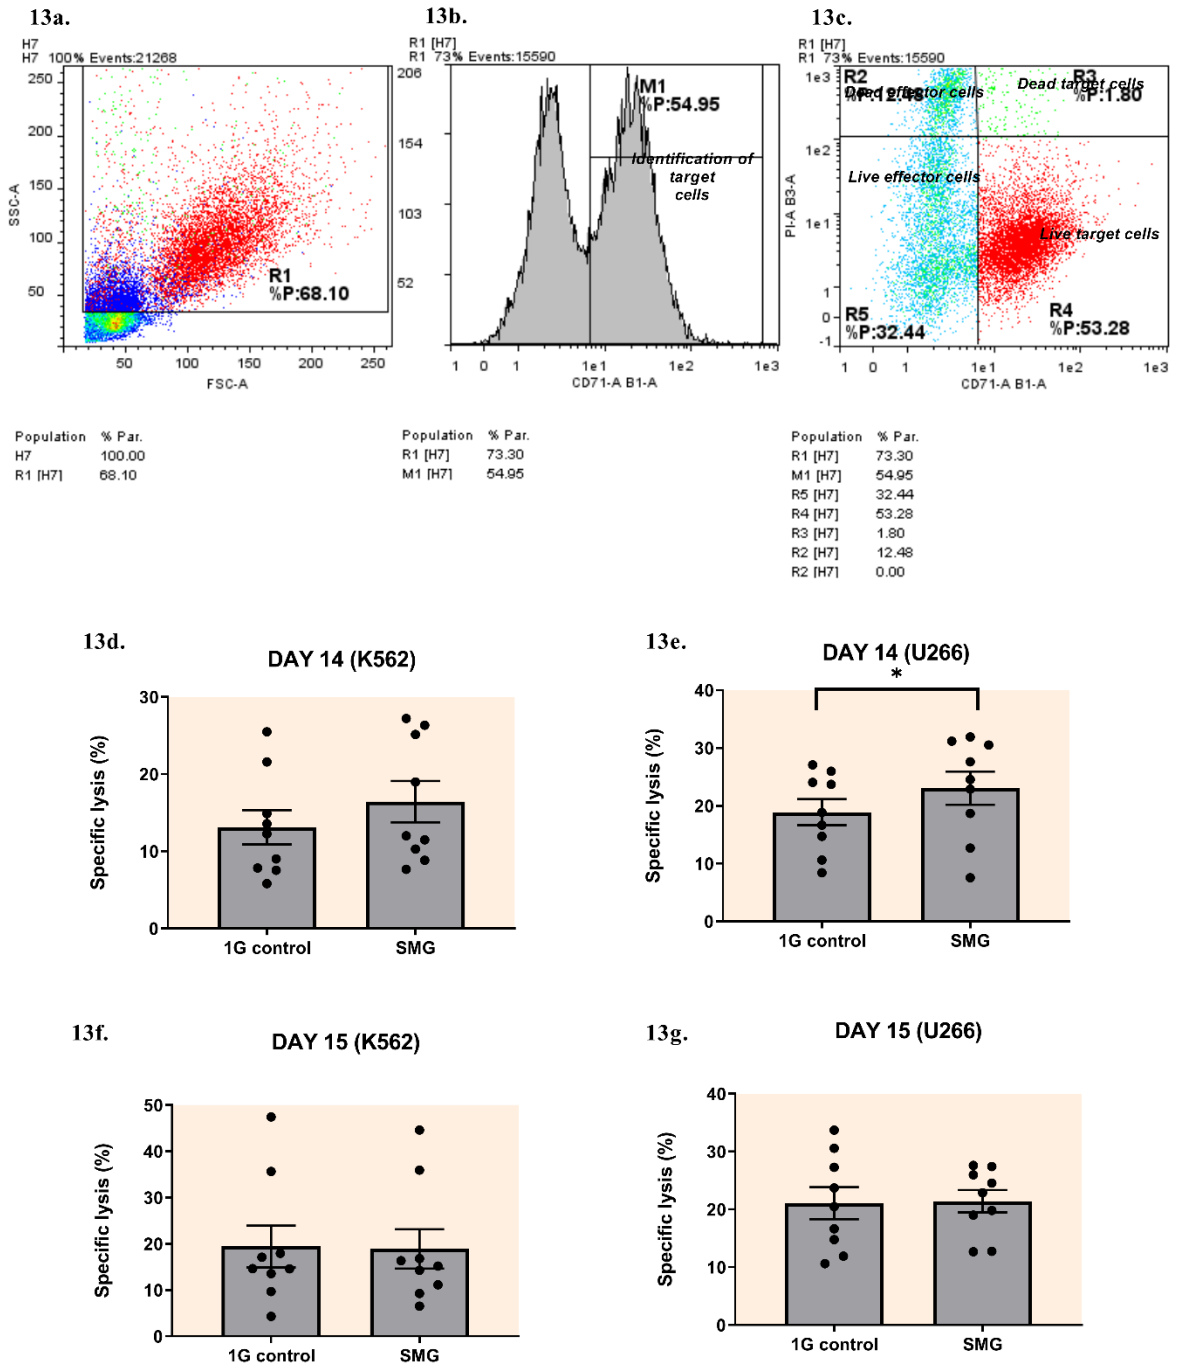 13a.
H7
H7 100% Events:21268
250
200
150
100
50
SSC-A
R1
%P:68.10
50 100 150 200 250
FSC-A
Population % Par.
H7 100.00
R1 [H7] 68.10
13b.
R1 [H7]
R1 73% Events:15590
206
154
103
52
M1
%P:54.95
Identification of
target
cells
1 0 1 1e1 1e2 1e3
CD71-A B1-A
Population % Par.
R1 [H7] 73.30
M1 [H7] 54.95
13c.
R1 [H7]
R1 73% Events:15590
1e3
1e2
1e1
1
0
-1
PI-A B3-A
R2
%P:12.48
Dead effector cells
R3
%P:1.80
Dead target cells
Live effector cells
Live target cells
R5
%P:32.44
R4
%P:53.28
1 0 1 1e1 1e2 1e3
CD71-A B1-A
Population % Par.
R1 [H7] 73.30
M1 [H7] 54.95
R5 [H7] 32.44
R4 [H7] 53.28
R3 [H7] 1.80
R2 [H7] 12.48
R2 [H7] 0.00
13d.
DAY 14 (K562)
30
20
10
0
Specific lysis (%)
1G control SMG
13e.
DAY 14 (U266)
*
40
30
20
10
0
Specific lysis (%)
1G control SMG
13f.
DAY 15 (K562)
50
40
30
20
10
0
Specific lysis (%)
1G control SMG
13g.
DAY 15 (U266)
40
30
20
10
0
Specific lysis (%)
1G control SMG